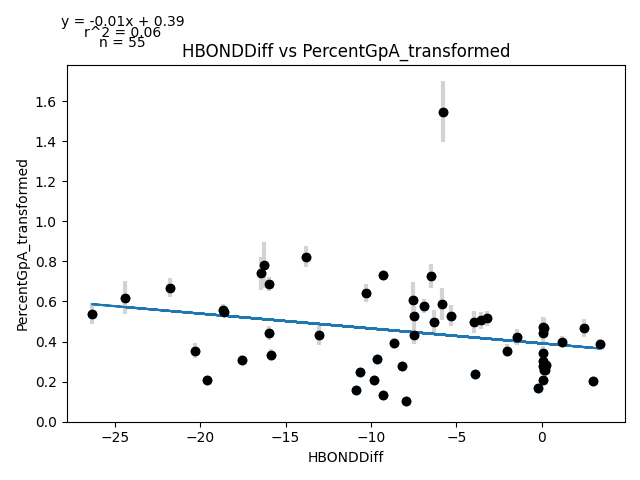 y = -0.01x + 0.39
r^2 = 0.06
n = 55
HBONDDiff vs PercentGpA_transformed
PercentGpA_transformed
1.6
1.4
1.2
1.0
0.8
0.6
0.4
0.2
0.0
−25 −20 −15 −10 −5 0
HBONDDiff